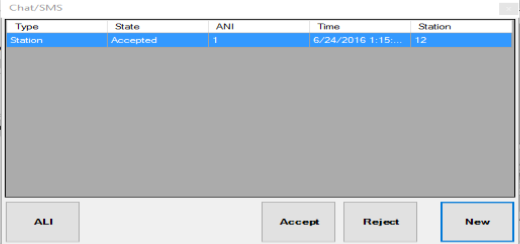 Chat/SMS
Type State ANI Time Station
Station Accepted 1 6/24/2016 1:15:... 12
ALI Accept Reject New